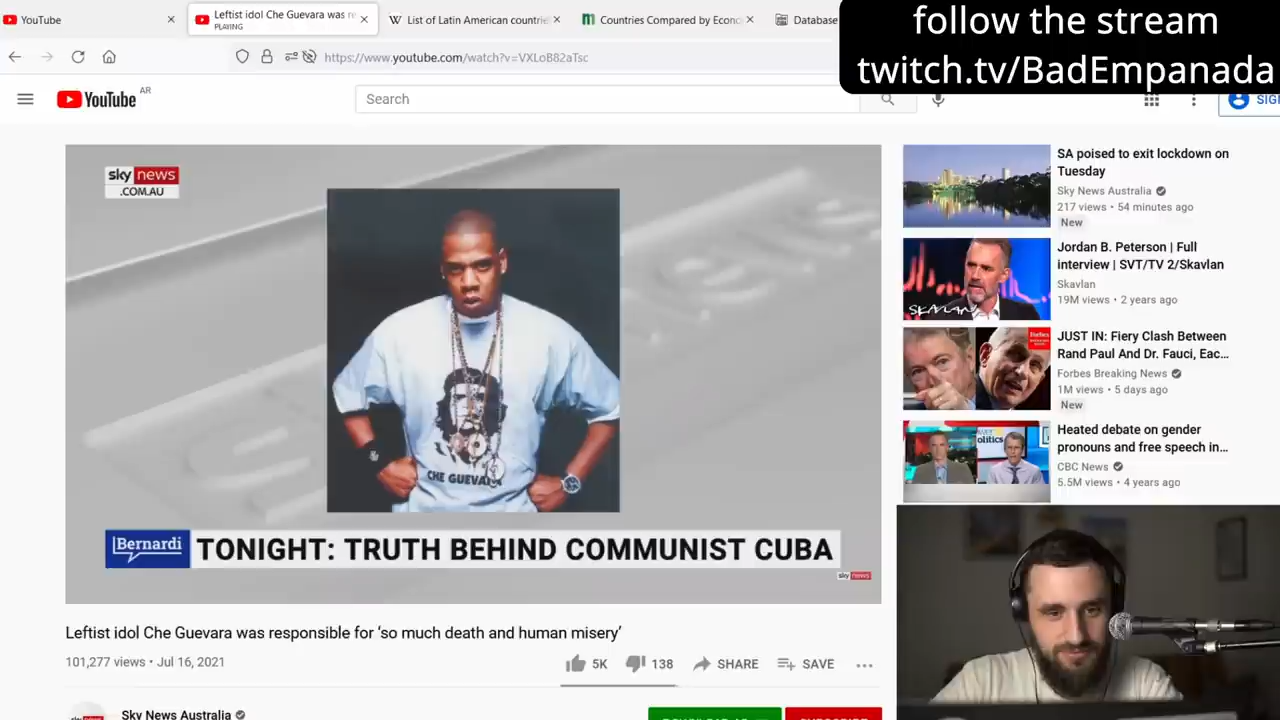 YouTube
Leftist idol Che Guevara was re
PLAYING
List of Latin American countrie
Countries Compared by Econo
Database
follow the stream
twitch.tv/BadEmpanada
https://www.youtube.com/watch?v=VXLoB82aTsc
YouTube AR
Search
SIG
sky news
.COM.AU
CHE GUEVARA
Bernardi
TONIGHT: TRUTH BEHIND COMMUNIST CUBA
sky news
Leftist idol Che Guevara was responsible for ‘so much death and human misery’
101,277 views • Jul 16, 2021
5K
138
SHARE
SAVE
Sky News Australia
SA poised to exit lockdown on
Tuesday
Sky News Australia
217 views • 54 minutes ago
New
Jordan B. Peterson | Full
interview | SVT/TV 2/Skavlan
Skavlan
19M views • 2 years ago
SKAVLAN
JUST IN: Fiery Clash Between
Rand Paul And Dr. Fauci, Eac...
Forbes Breaking News
1M views • 5 days ago
New
Heated debate on gender
pronouns and free speech in...
CBC News
5.5M views • 4 years ago